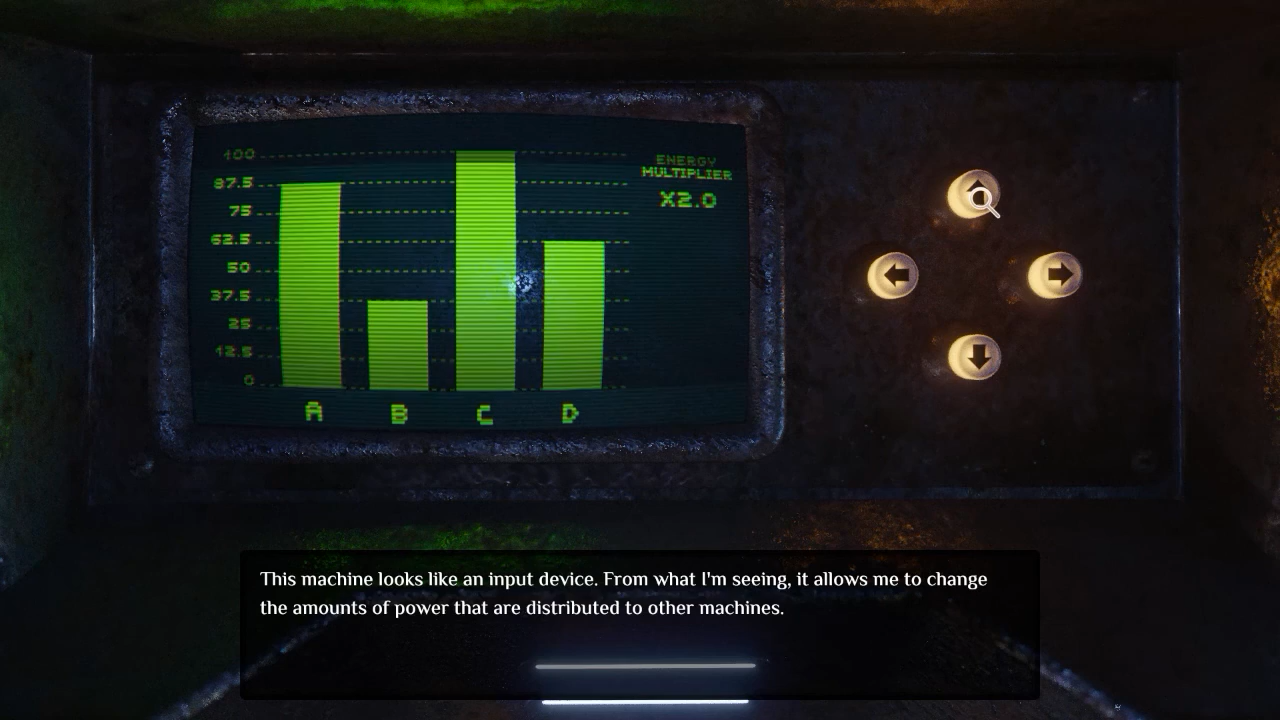 100
87.5
75
62.5
50
37.5
25
12.5
0
A B C D
ENERGY
MULTIPLIER
X2.0
This machine looks like an input device. From what I'm seeing, it allows me to change
the amounts of power that are distributed to other machines.